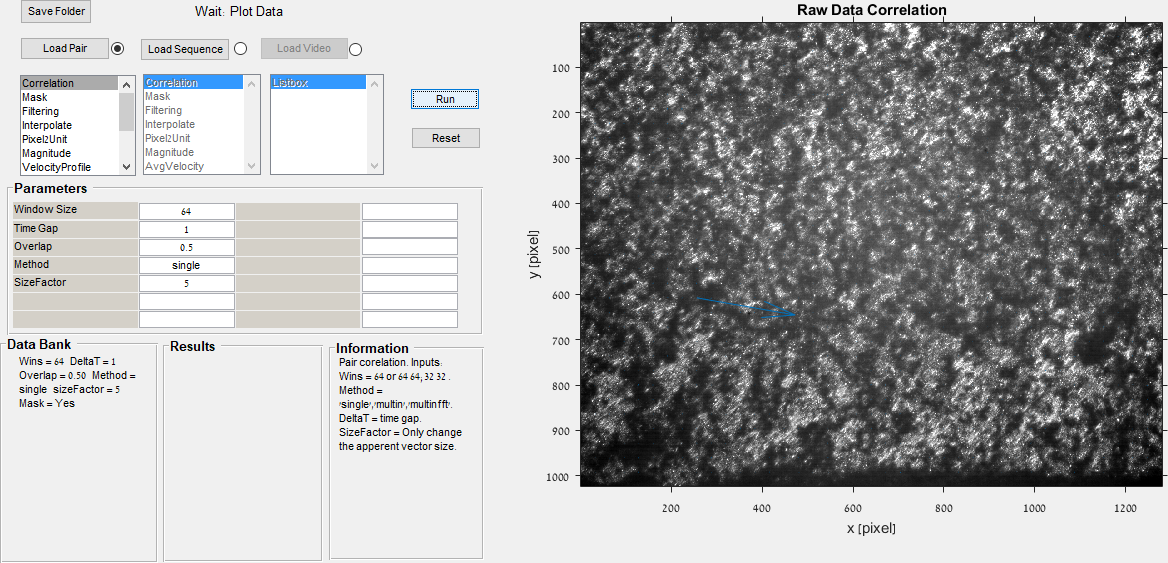 Save Folder
Wait: Plot Data
Load Pair
Load Sequence
Load Video
Correlation
Mask
Filtering
Interpolate
Pixel2Unit
Magnitude
VelocityProfile
Correlation
Mask
Filtering
Interpolate
Pixel2Unit
Magnitude
AvgVelocity
Listbox
Run
Reset
Parameters
Window Size 64
Time Gap 1
Overlap 0.5
Method single
SizeFactor 5
Data Bank
Wins = 64 DeltaT = 1
Overlap = 0.50 Method =
single sizeFactor = 5
Mask = Yes
Results
Information
Pair corelation. Inputs:
Wins = 64 or 64 64, 32 32 .
Method =
'single','multin','multinfft'.
DeltaT = time gap.
SizeFactor = Only change
the apperent vector size.
Raw Data Correlation
y [pixel]
100
200
300
400
500
600
700
800
900
1000
200 400 600 800 1000 1200
x [pixel]